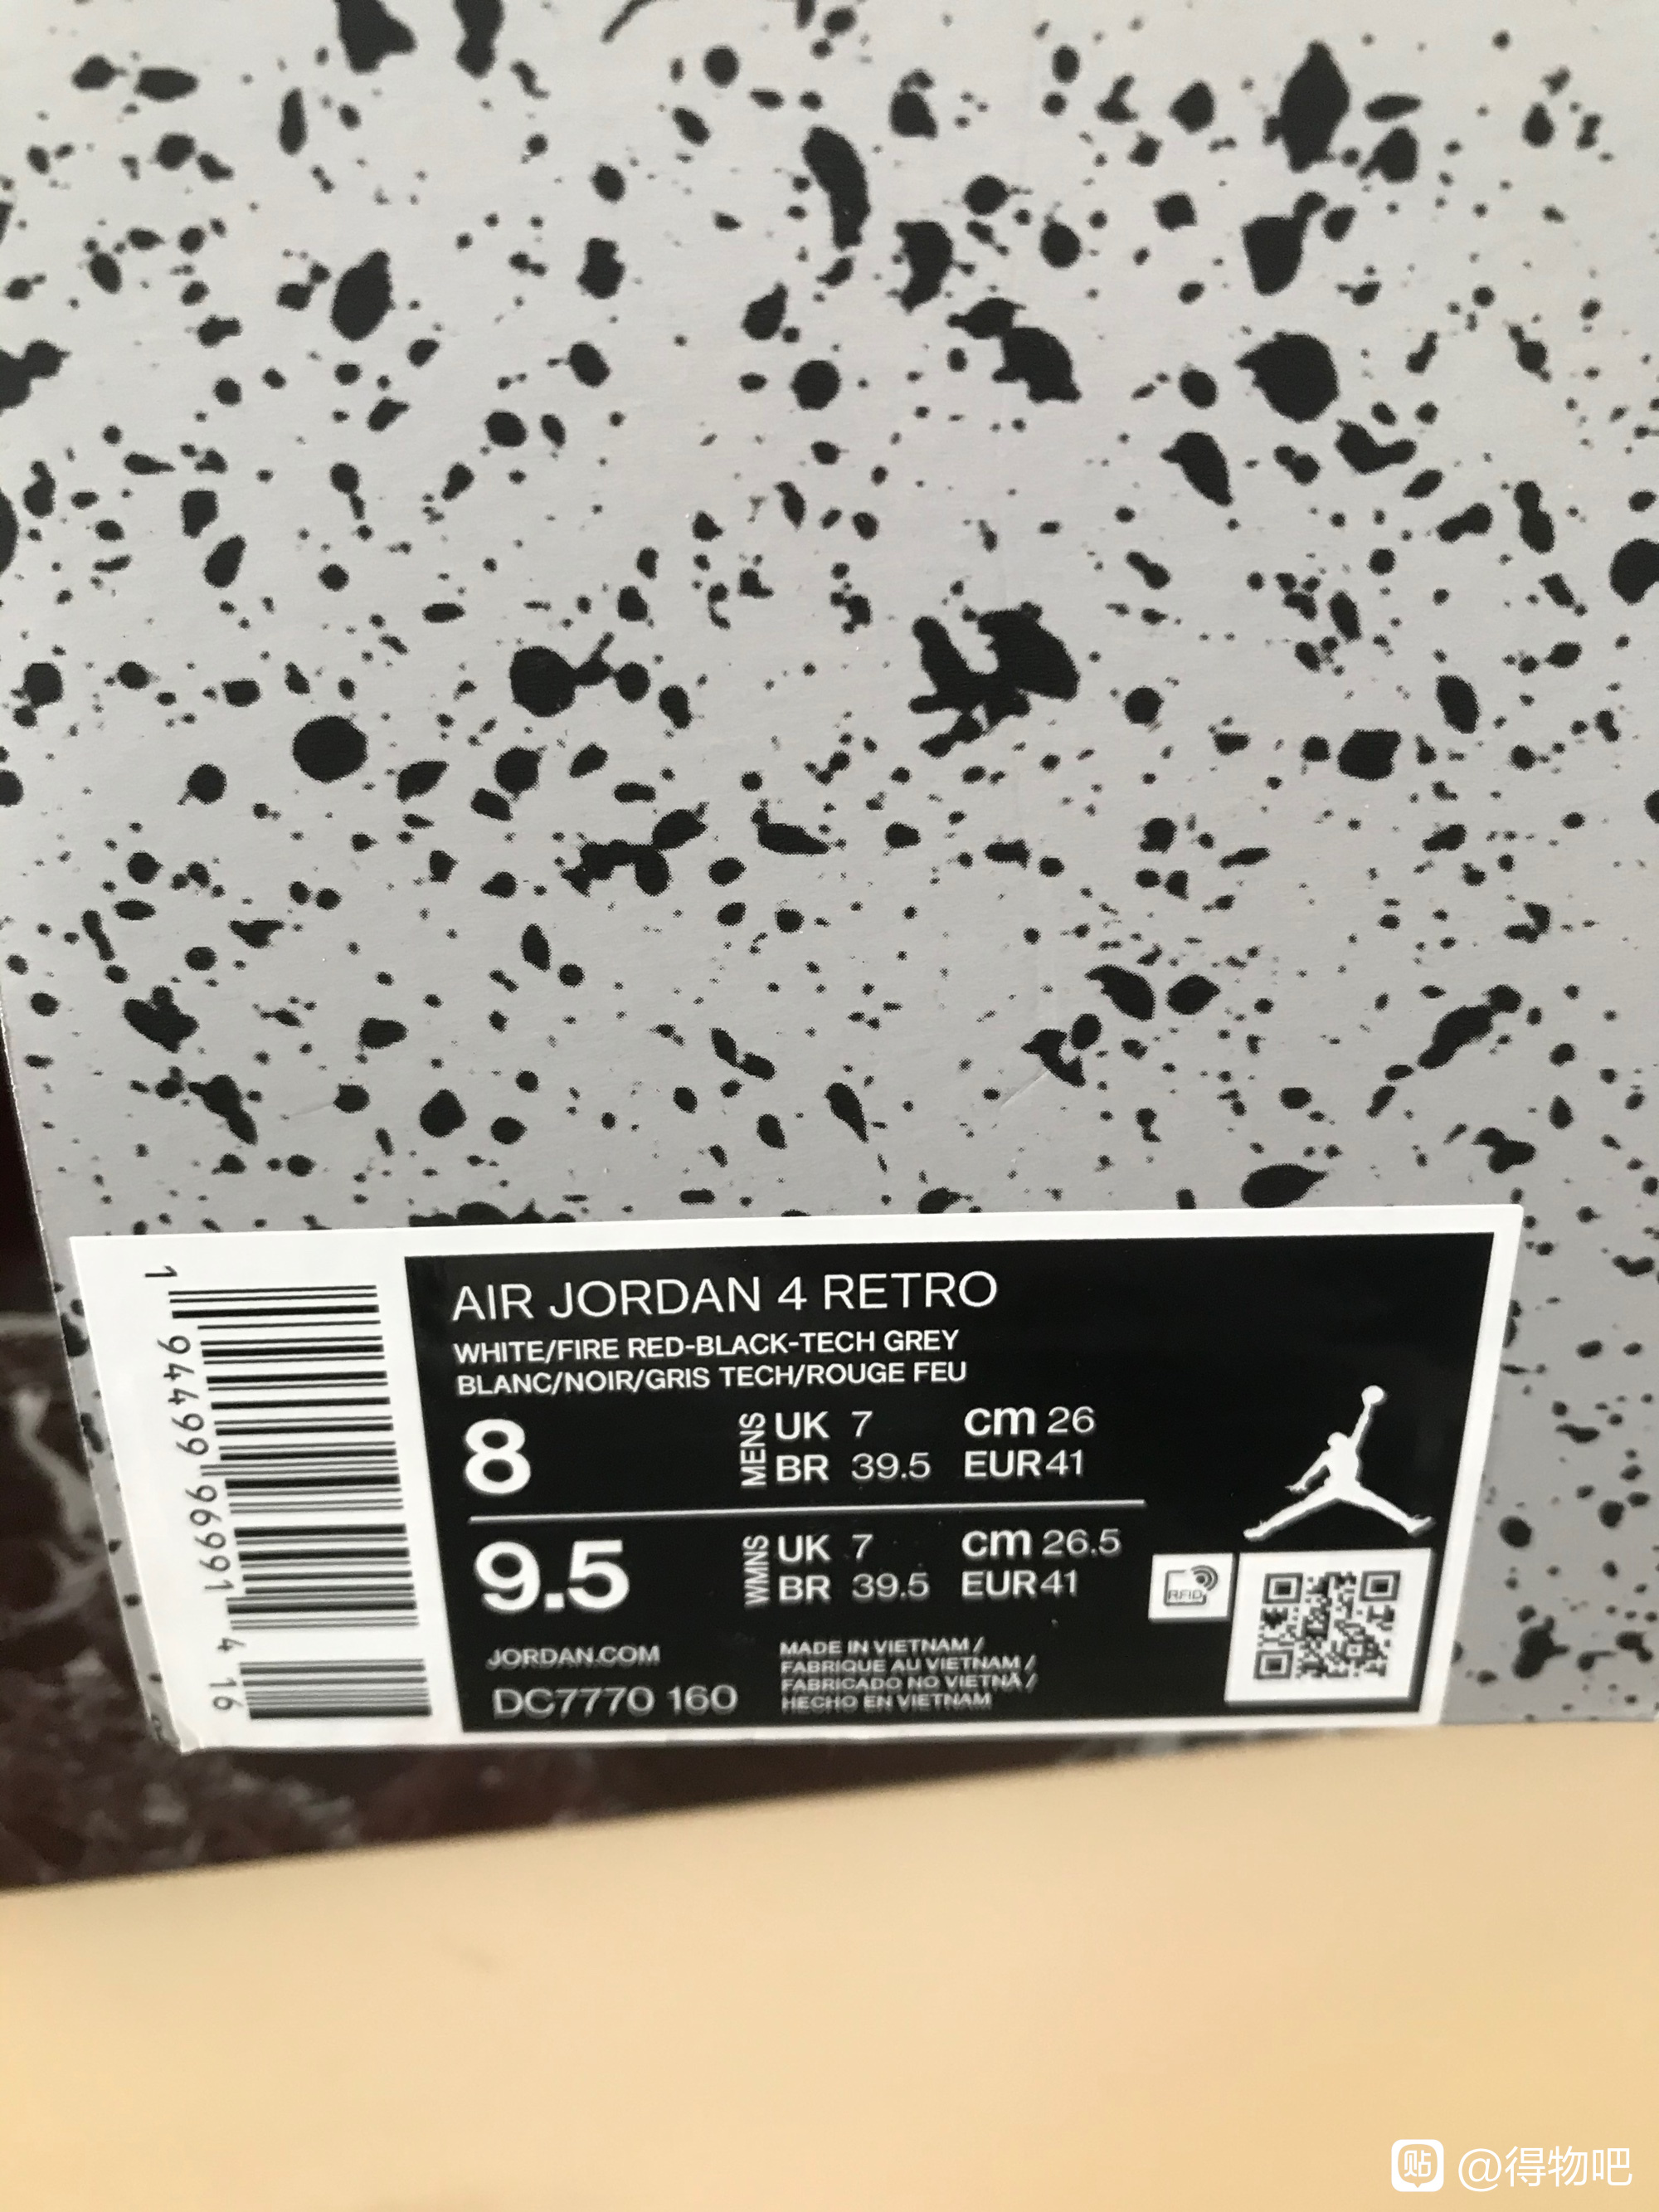 AIR JORDAN 4 RETRO
WHITE/FIRE RED-BLACK-TECH GREY
BLANC/NOIR/GRIS TECH/ROUGE FEU
8 MENS UK 7 cm 26
BR 39.5 EUR 41
9.5 WMNS UK 7 cm 26.5
BR 39.5 EUR 41
JORDAN.COM
DC7770 160
MADE IN VIETNAM /
FABRIQUE AU VIETNAM /
FABRICADO NO VIETNÃ /
HECHO EN VIETNAM
RFID
1 94499 96991 4 16
贴 @得物吧